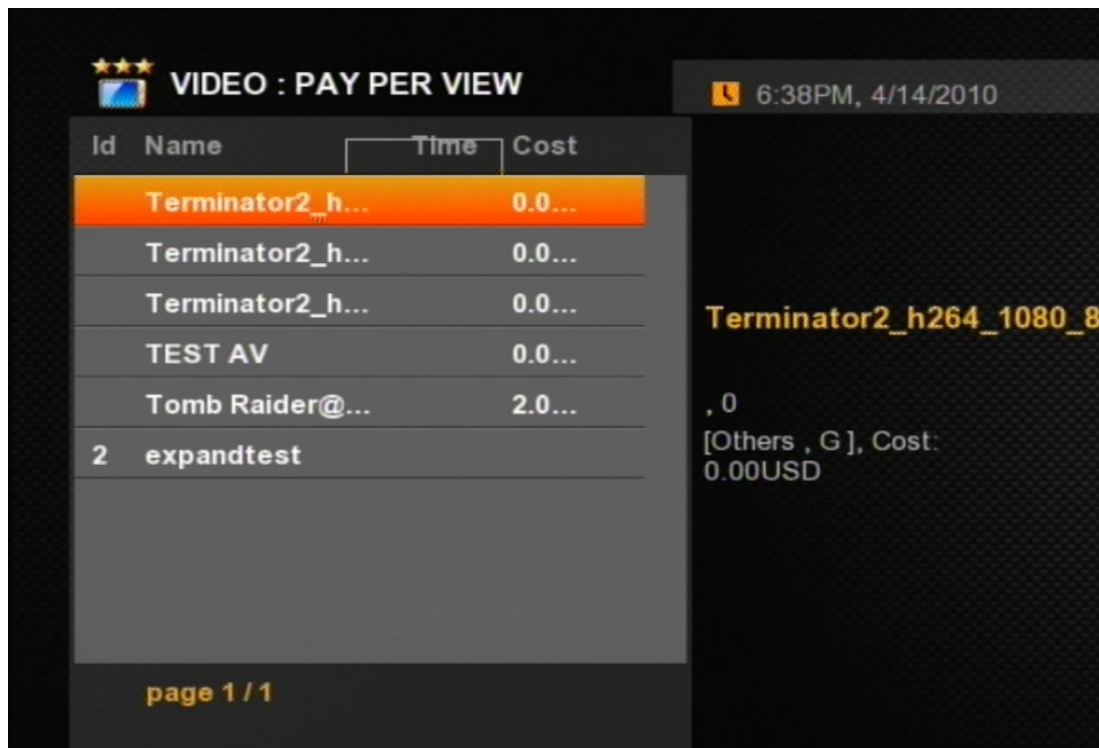 VIDEO : PAY PER VIEW
6:38PM, 4/14/2010
Id Name Time Cost
Terminator2_h... 0.0...
Terminator2_h... 0.0...
Terminator2_h... 0.0...
TEST AV 0.0...
Tomb Raider@... 2.0...
2 expandtest
Terminator2_h264_1080_8
, 0
[Others , G ], Cost:
0.00USD
page 1 / 1